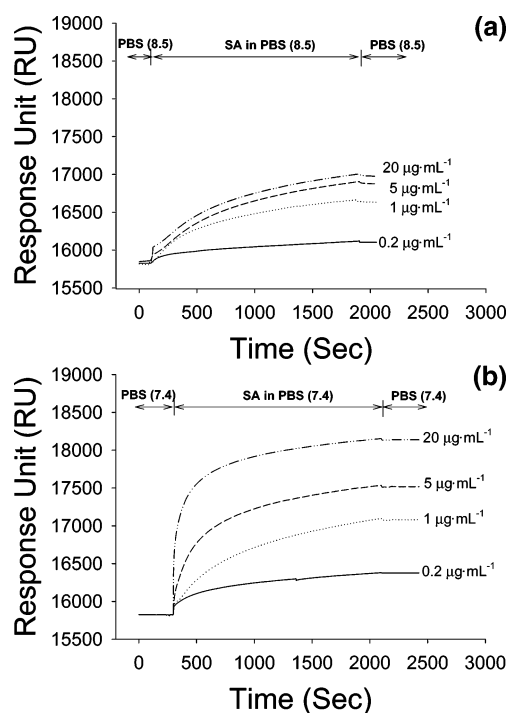 (a)
PBS (8.5) SA in PBS (8.5) PBS (8.5)
Response Unit (RU)
19000
18500
18000
17500
17000
16500
16000
15500
20 µg·mL⁻¹
5 µg·mL⁻¹
1 µg·mL⁻¹
0.2 µg·mL⁻¹
0 500 1000 1500 2000 2500 3000
Time (Sec)
(b)
PBS (7.4) SA in PBS (7.4) PBS (7.4)
Response Unit (RU)
19000
18500
18000
17500
17000
16500
16000
15500
20 µg·mL⁻¹
5 µg·mL⁻¹
1 µg·mL⁻¹
0.2 µg·mL⁻¹
0 500 1000 1500 2000 2500 3000
Time (Sec)